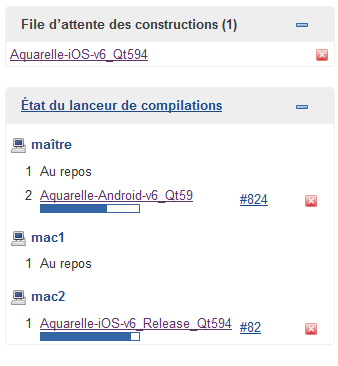 File d’attente des constructions (1)
Aquarelle-iOS-v6_Qt594
État du lanceur de compilations
maître
1 Au repos
2 Aquarelle-Android-v6_Qt59 #824
mac1
1 Au repos
mac2
1 Aquarelle-iOS-v6_Release_Qt594 #82